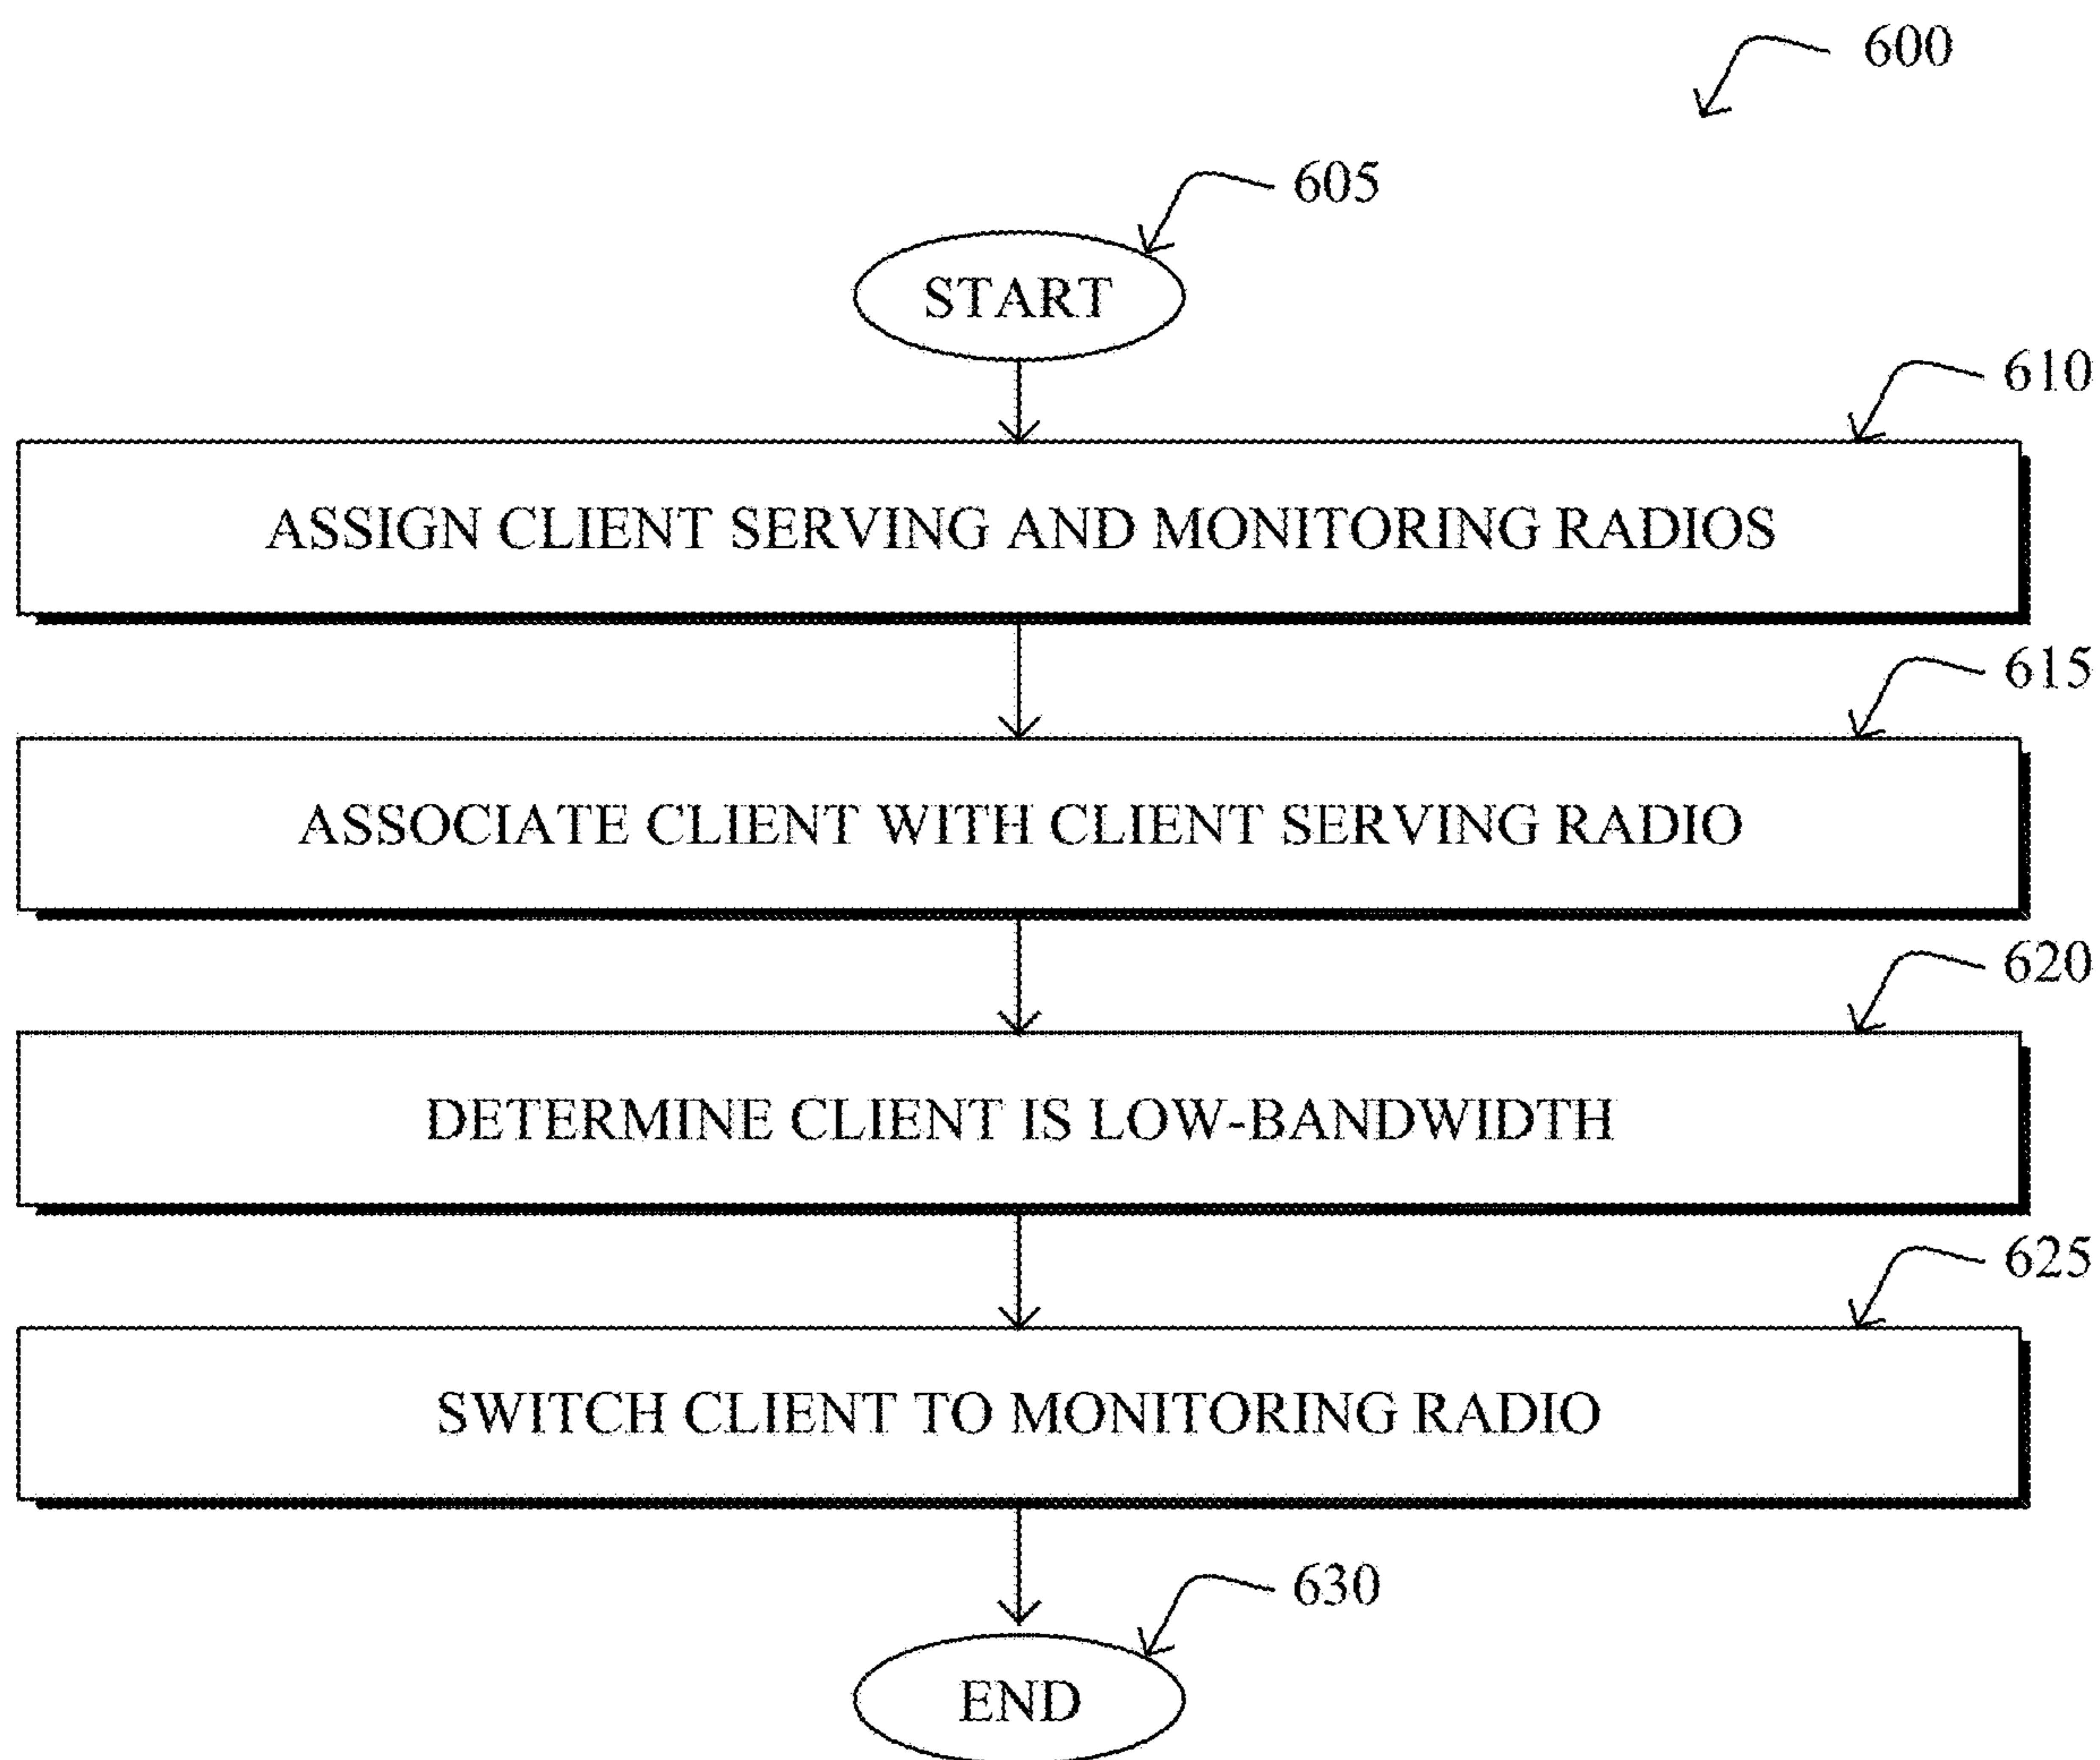 600
605
START
610
ASSIGN CLIENT SERVING AND MONITORING RADIOS
615
ASSOCIATE CLIENT WITH CLIENT SERVING RADIO
620
DETERMINE CLIENT IS LOW-BANDWIDTH
625
SWITCH CLIENT TO MONITORING RADIO
630
END